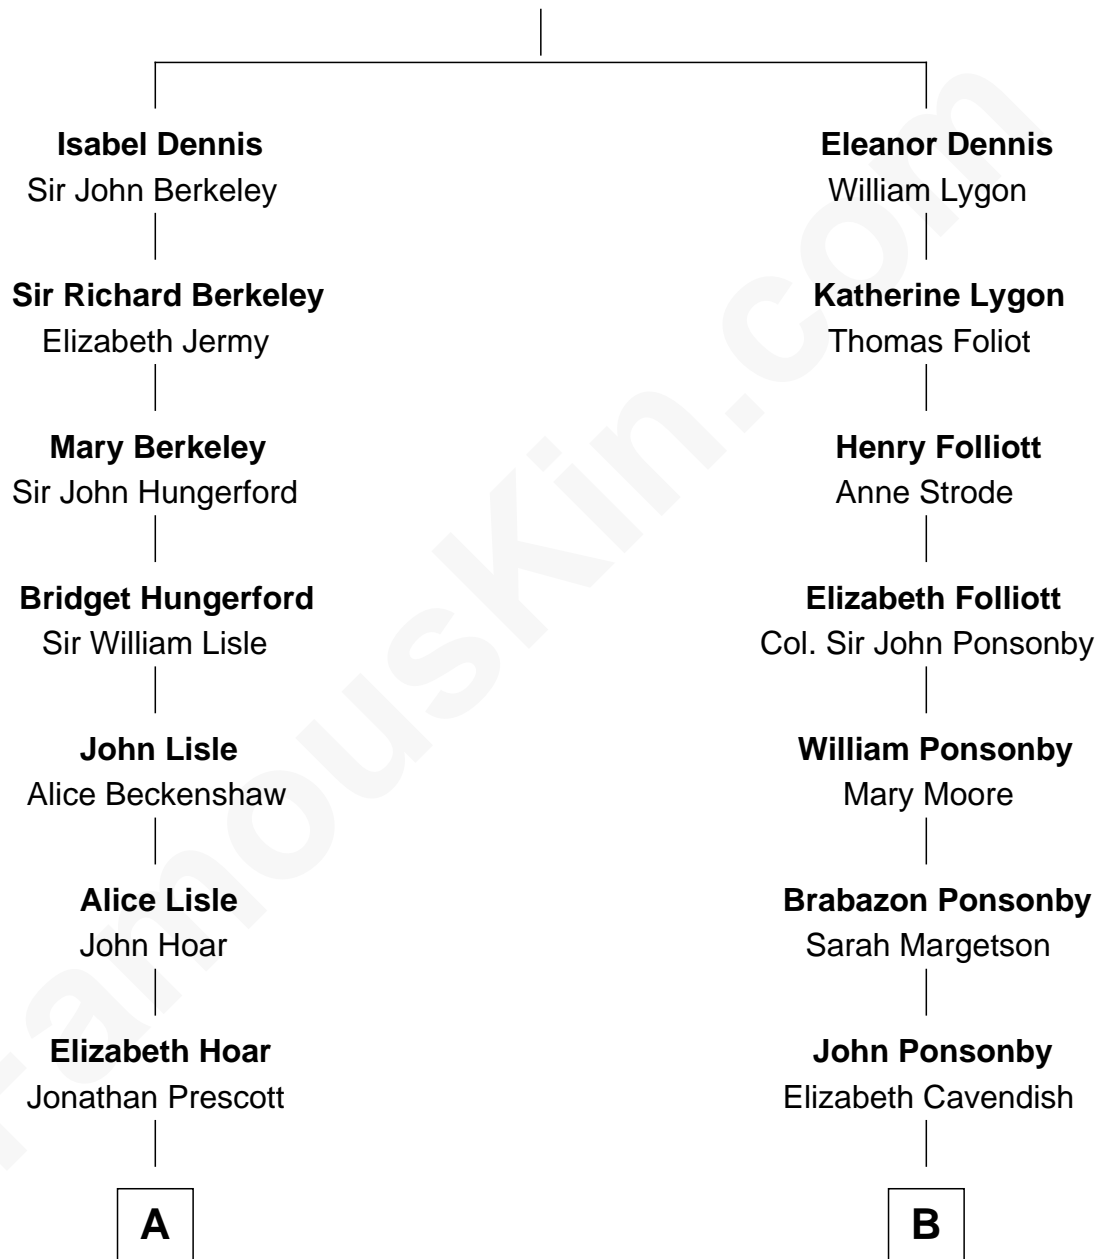 Isabel Dennis
Sir John Berkeley
Sir Richard Berkeley
Elizabeth Jermy
Mary Berkeley
Sir John Hungerford
Bridget Hungerford
Sir William Lisle
John Lisle
Alice Beckenshaw
Alice Lisle
John Hoar
Elizabeth Hoar
Jonathan Prescott
A
Eleanor Dennis
William Lygon
Katherine Lygon
Thomas Foliot
Henry Folliott
Anne Strode
Elizabeth Folliott
Col. Sir John Ponsonby
William Ponsonby
Mary Moore
Brabazon Ponsonby
Sarah Margetson
John Ponsonby
Elizabeth Cavendish
B
FamousKin.com